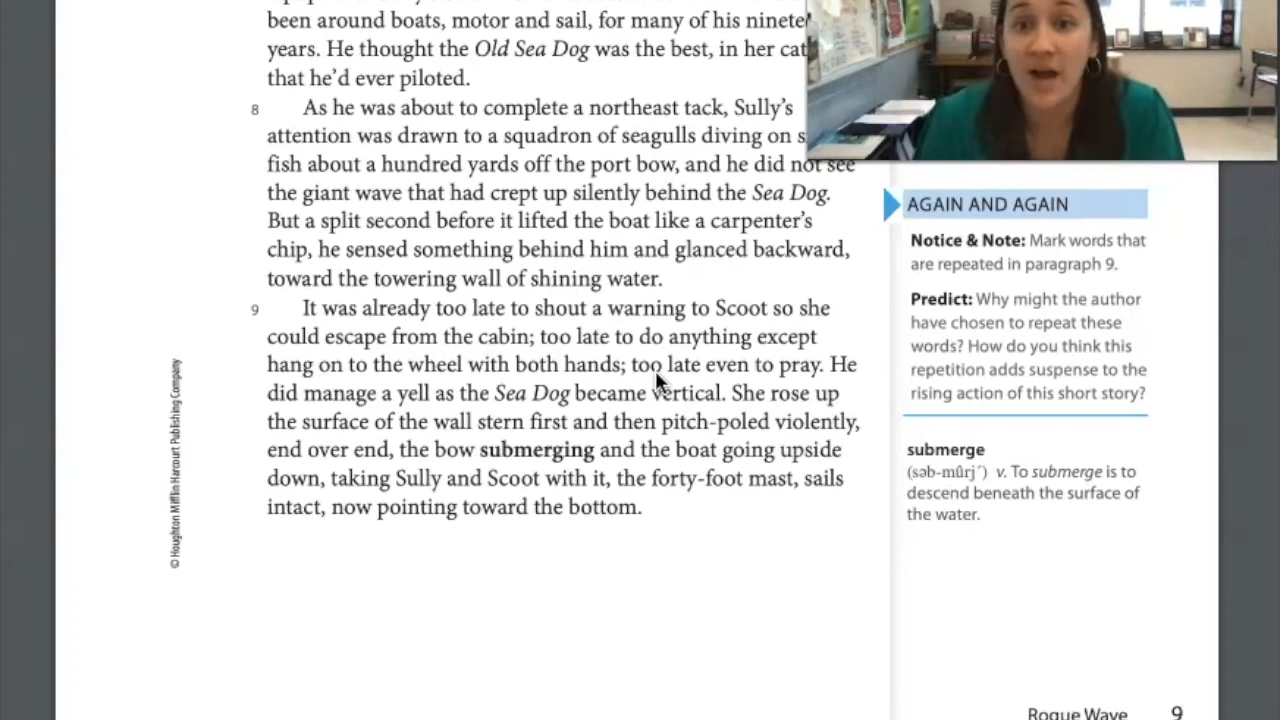 been around boats, motor and sail, for many of his
years. He thought the Old Sea Dog was the best, in her
that he’d ever piloted.
8 As he was about to complete a northeast tack, Sully’s
attention was drawn to a squadron of seagulls diving on
fish about a hundred yards off the port bow, and he did not see
the giant wave that had crept up silently behind the Sea Dog.
But a split second before it lifted the boat like a carpenter’s
chip, he sensed something behind him and glanced backward,
toward the towering wall of shining water.
9 It was already too late to shout a warning to Scoot so she
could escape from the cabin; too late to do anything except
hang on to the wheel with both hands; too late even to pray. He
did manage a yell as the Sea Dog became vertical. She rose up
the surface of the wall stern first and then pitch-poled violently,
end over end, the bow submerging and the boat going upside
down, taking Sully and Scoot with it, the forty-foot mast, sails
intact, now pointing toward the bottom.
© Houghton Mifflin Harcourt Publishing Company
AGAIN AND AGAIN
Notice & Note: Mark words that
are repeated in paragraph 9.
Predict: Why might the author
have chosen to repeat these
words? How do you think this
repetition adds suspense to the
rising action of this short story?
submerge
(səb-mûrj′) v. To submerge is to
descend beneath the surface of
the water.
Rogue Wave 9